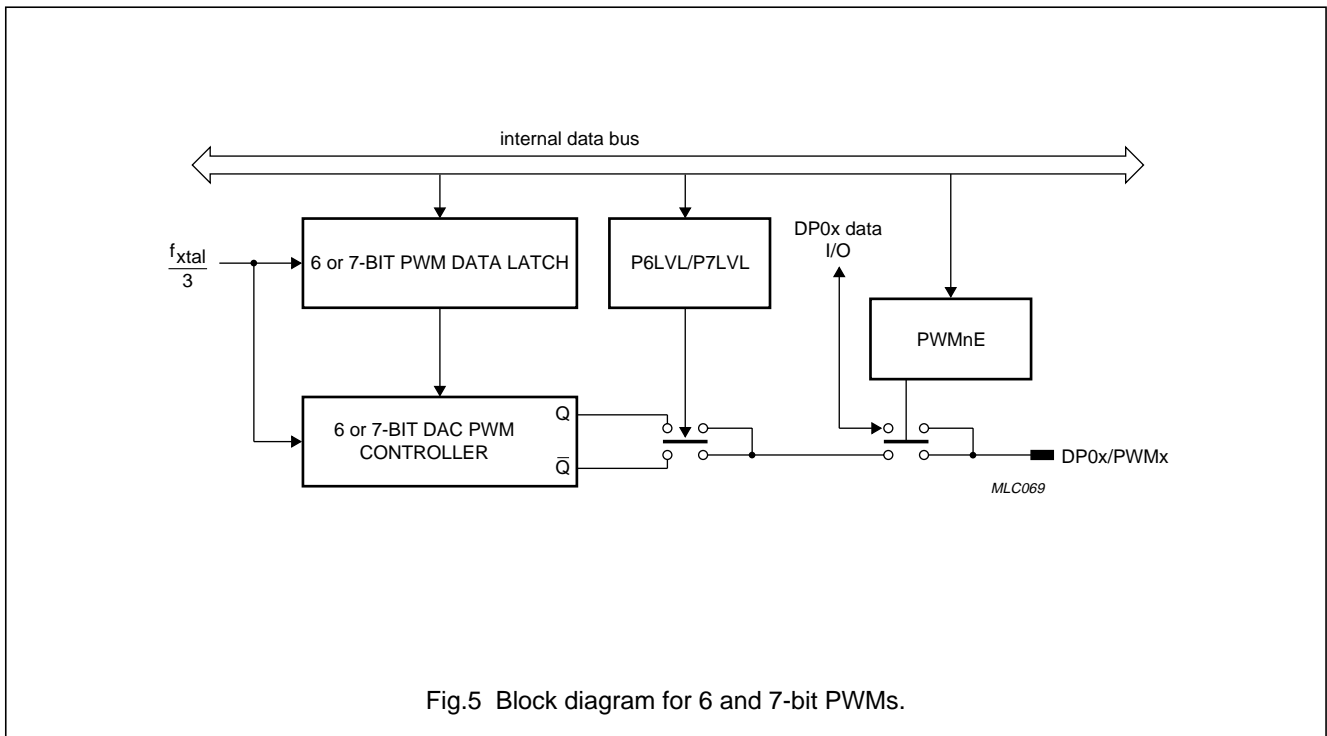 internal data bus
f xtal
3
6 or 7-BIT PWM DATA LATCH
P6LVL/P7LVL
DP0x data
I/O
PWMnE
6 or 7-BIT DAC PWM
CONTROLLER
Q
Q̅
DP0x/PWMx
MLC069
Fig.5 Block diagram for 6 and 7-bit PWMs.